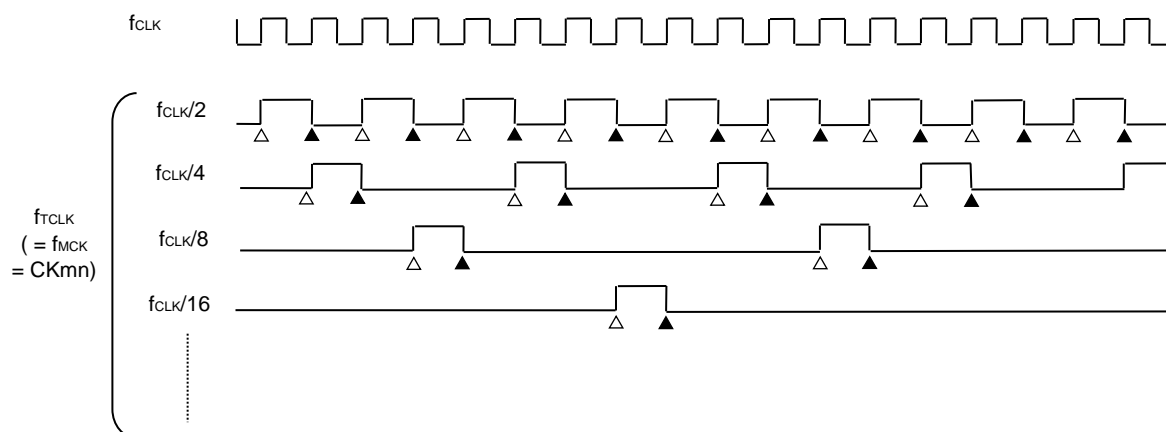 fCLK
fCLK/2
fCLK/4
fTCLK
( = fMCK
= CKmn)
fCLK/8
fCLK/16